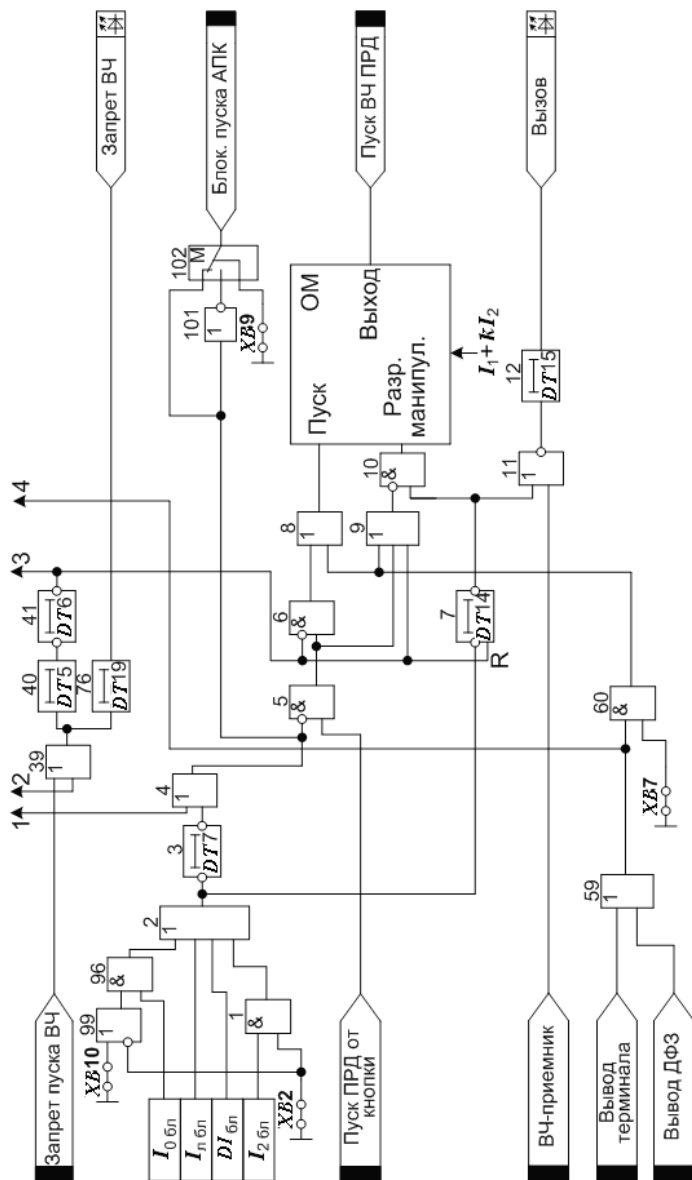 Запрет пуска ВЧ
39
1
40
DT5
41
DT6
76
DT19
Запрет ВЧ
1
2
3
4
XB10
99
1
96
&
I0 бл
Iл бл
DI бл
I2 бл
XB2
1
&
2
1
3
DT7
4
1
101
1
102
М
XB9
Блок. пуска АПК
Пуск ПРД от
кнопки
5
&
6
&
8
1
9
1
10
&
7
DT14
R
Пуск
ОМ
Выход
Разр.
манипул.
I1 + kI2
Пуск ВЧ ПРД
ВЧ-приемник
11
1
12
DT15
Вызов
Вывод
терминала
Вывод ДФЗ
59
1
60
&
XB7